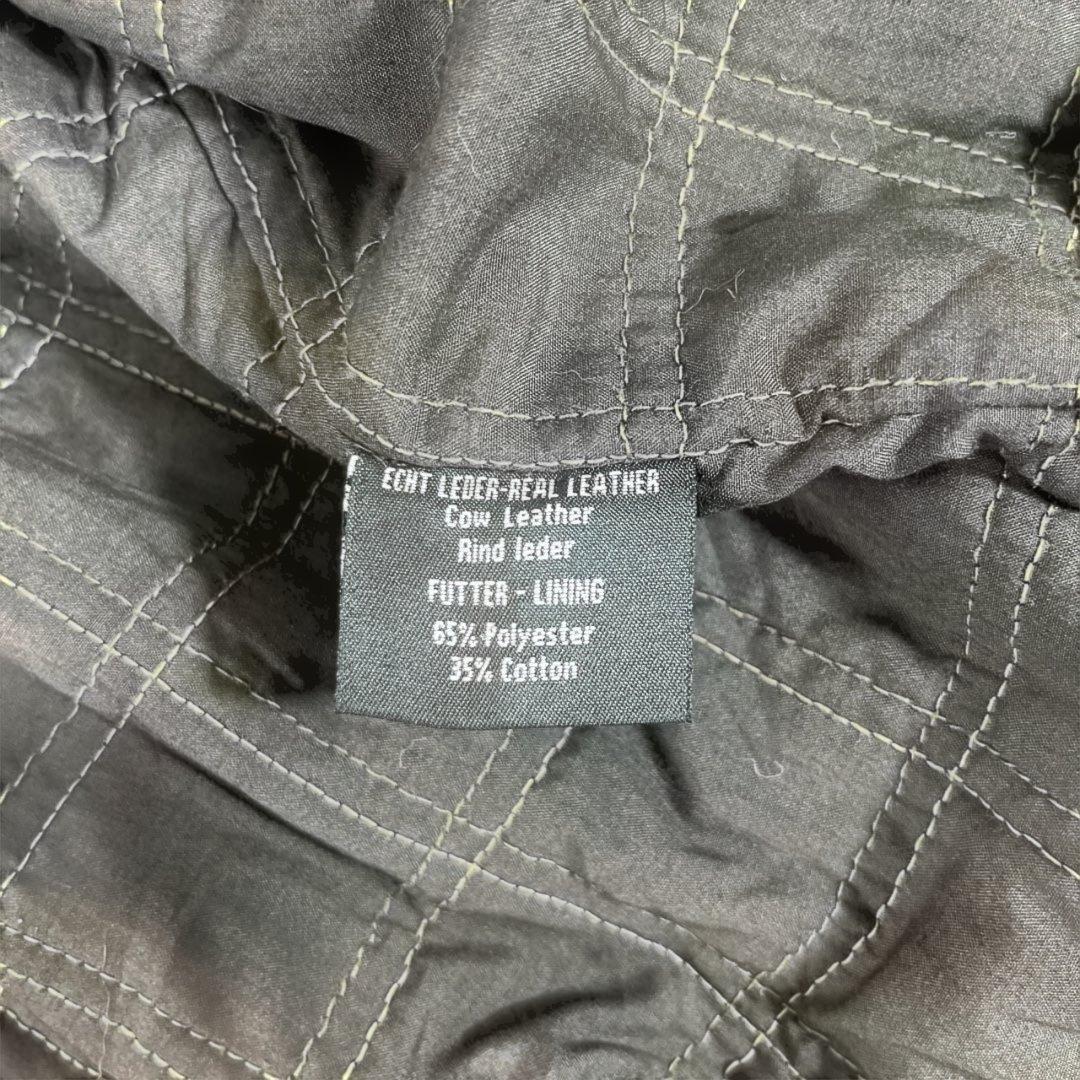 ECHT LEDER-REAL LEATHER
Cow Leather
Rind leder
FUTTER - LINING
65% Polyester
35% Cotton